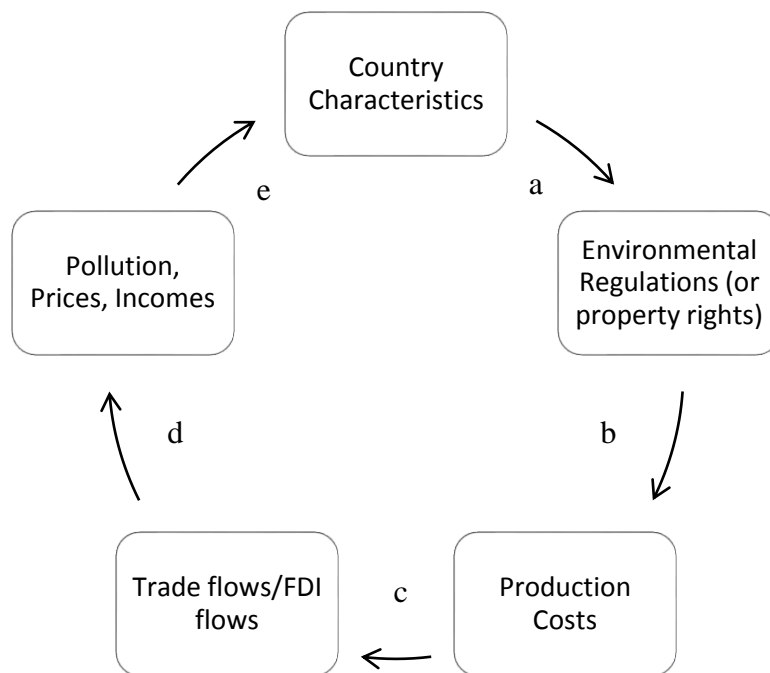 Country
Characteristics
a
Environmental
Regulations (or
property rights)
b
Production
Costs
c
Trade flows/FDI
flows
d
Pollution,
Prices, Incomes
e